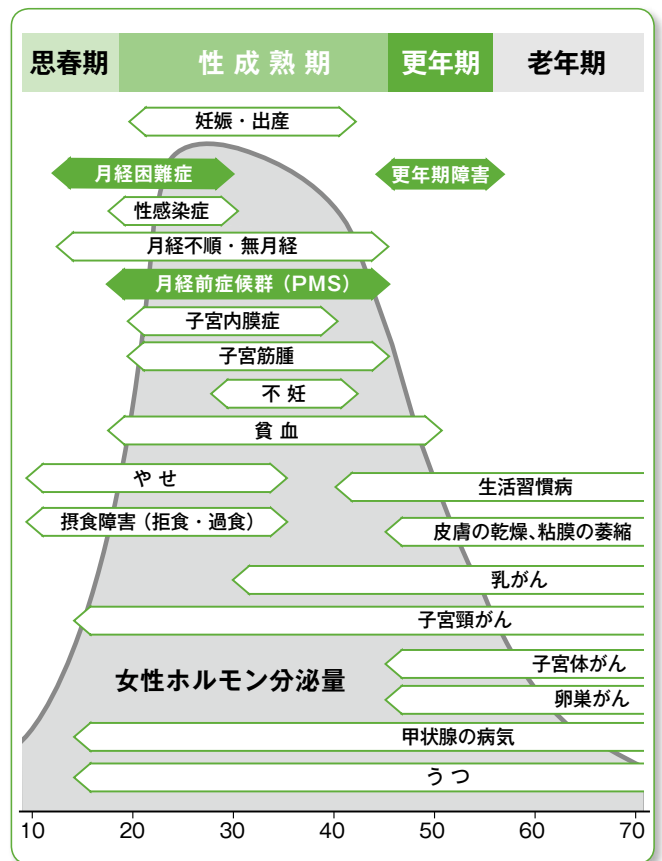 思春期 性成熟期 更年期 老年期
妊娠・出産
月経困難症 更年期障害
性感染症
月経不順・無月経
月経前症候群（PMS）
子宮内膜症
子宮筋腫
不妊
貧血
やせ 生活習慣病
摂食障害（拒食・過食） 皮膚の乾燥、粘膜の萎縮
乳がん
子宮頸がん
女性ホルモン分泌量 子宮体がん
卵巣がん
甲状腺の病気
うつ
10 20 30 40 50 60 70